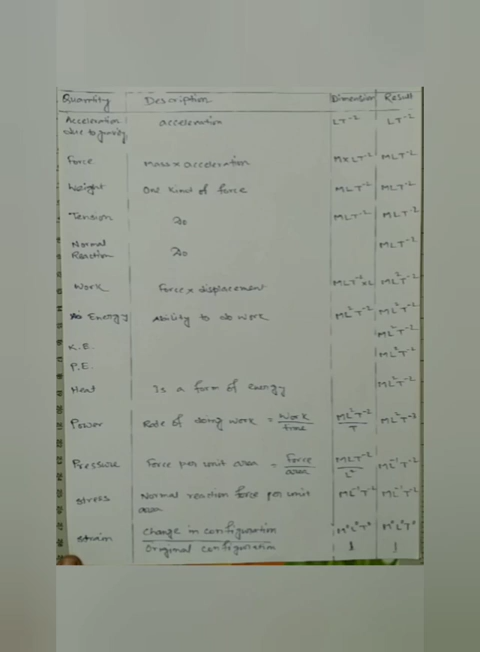 Quantity Description Dimension Result
Acceleration due to gravity acceleration LT⁻² LT⁻²
Force Mass x acceleration M x LT⁻² MLT⁻²
Weight One kind of force MLT⁻² MLT⁻²
Tension Do MLT⁻² MLT⁻²
Normal Reaction Do MLT⁻²
Work Force x displacement MLT⁻² x L ML²T⁻²
Energy Ability to do work ML²T⁻² ML²T⁻²
K.E. ML²T⁻²
P.E. ML²T⁻²
Heat Is a form of energy ML²T⁻²
Power Rate of doing work = Work/time ML²T⁻²/T ML²T⁻³
Pressure Force per unit area = Force/area MLT⁻²/L² ML⁻¹T⁻²
Stress Normal reaction force per unit area ML⁻¹T⁻² ML⁻¹T⁻²
Strain Change in configuration M⁰L⁰T⁰ M⁰L⁰T⁰
Original configuration 1 1